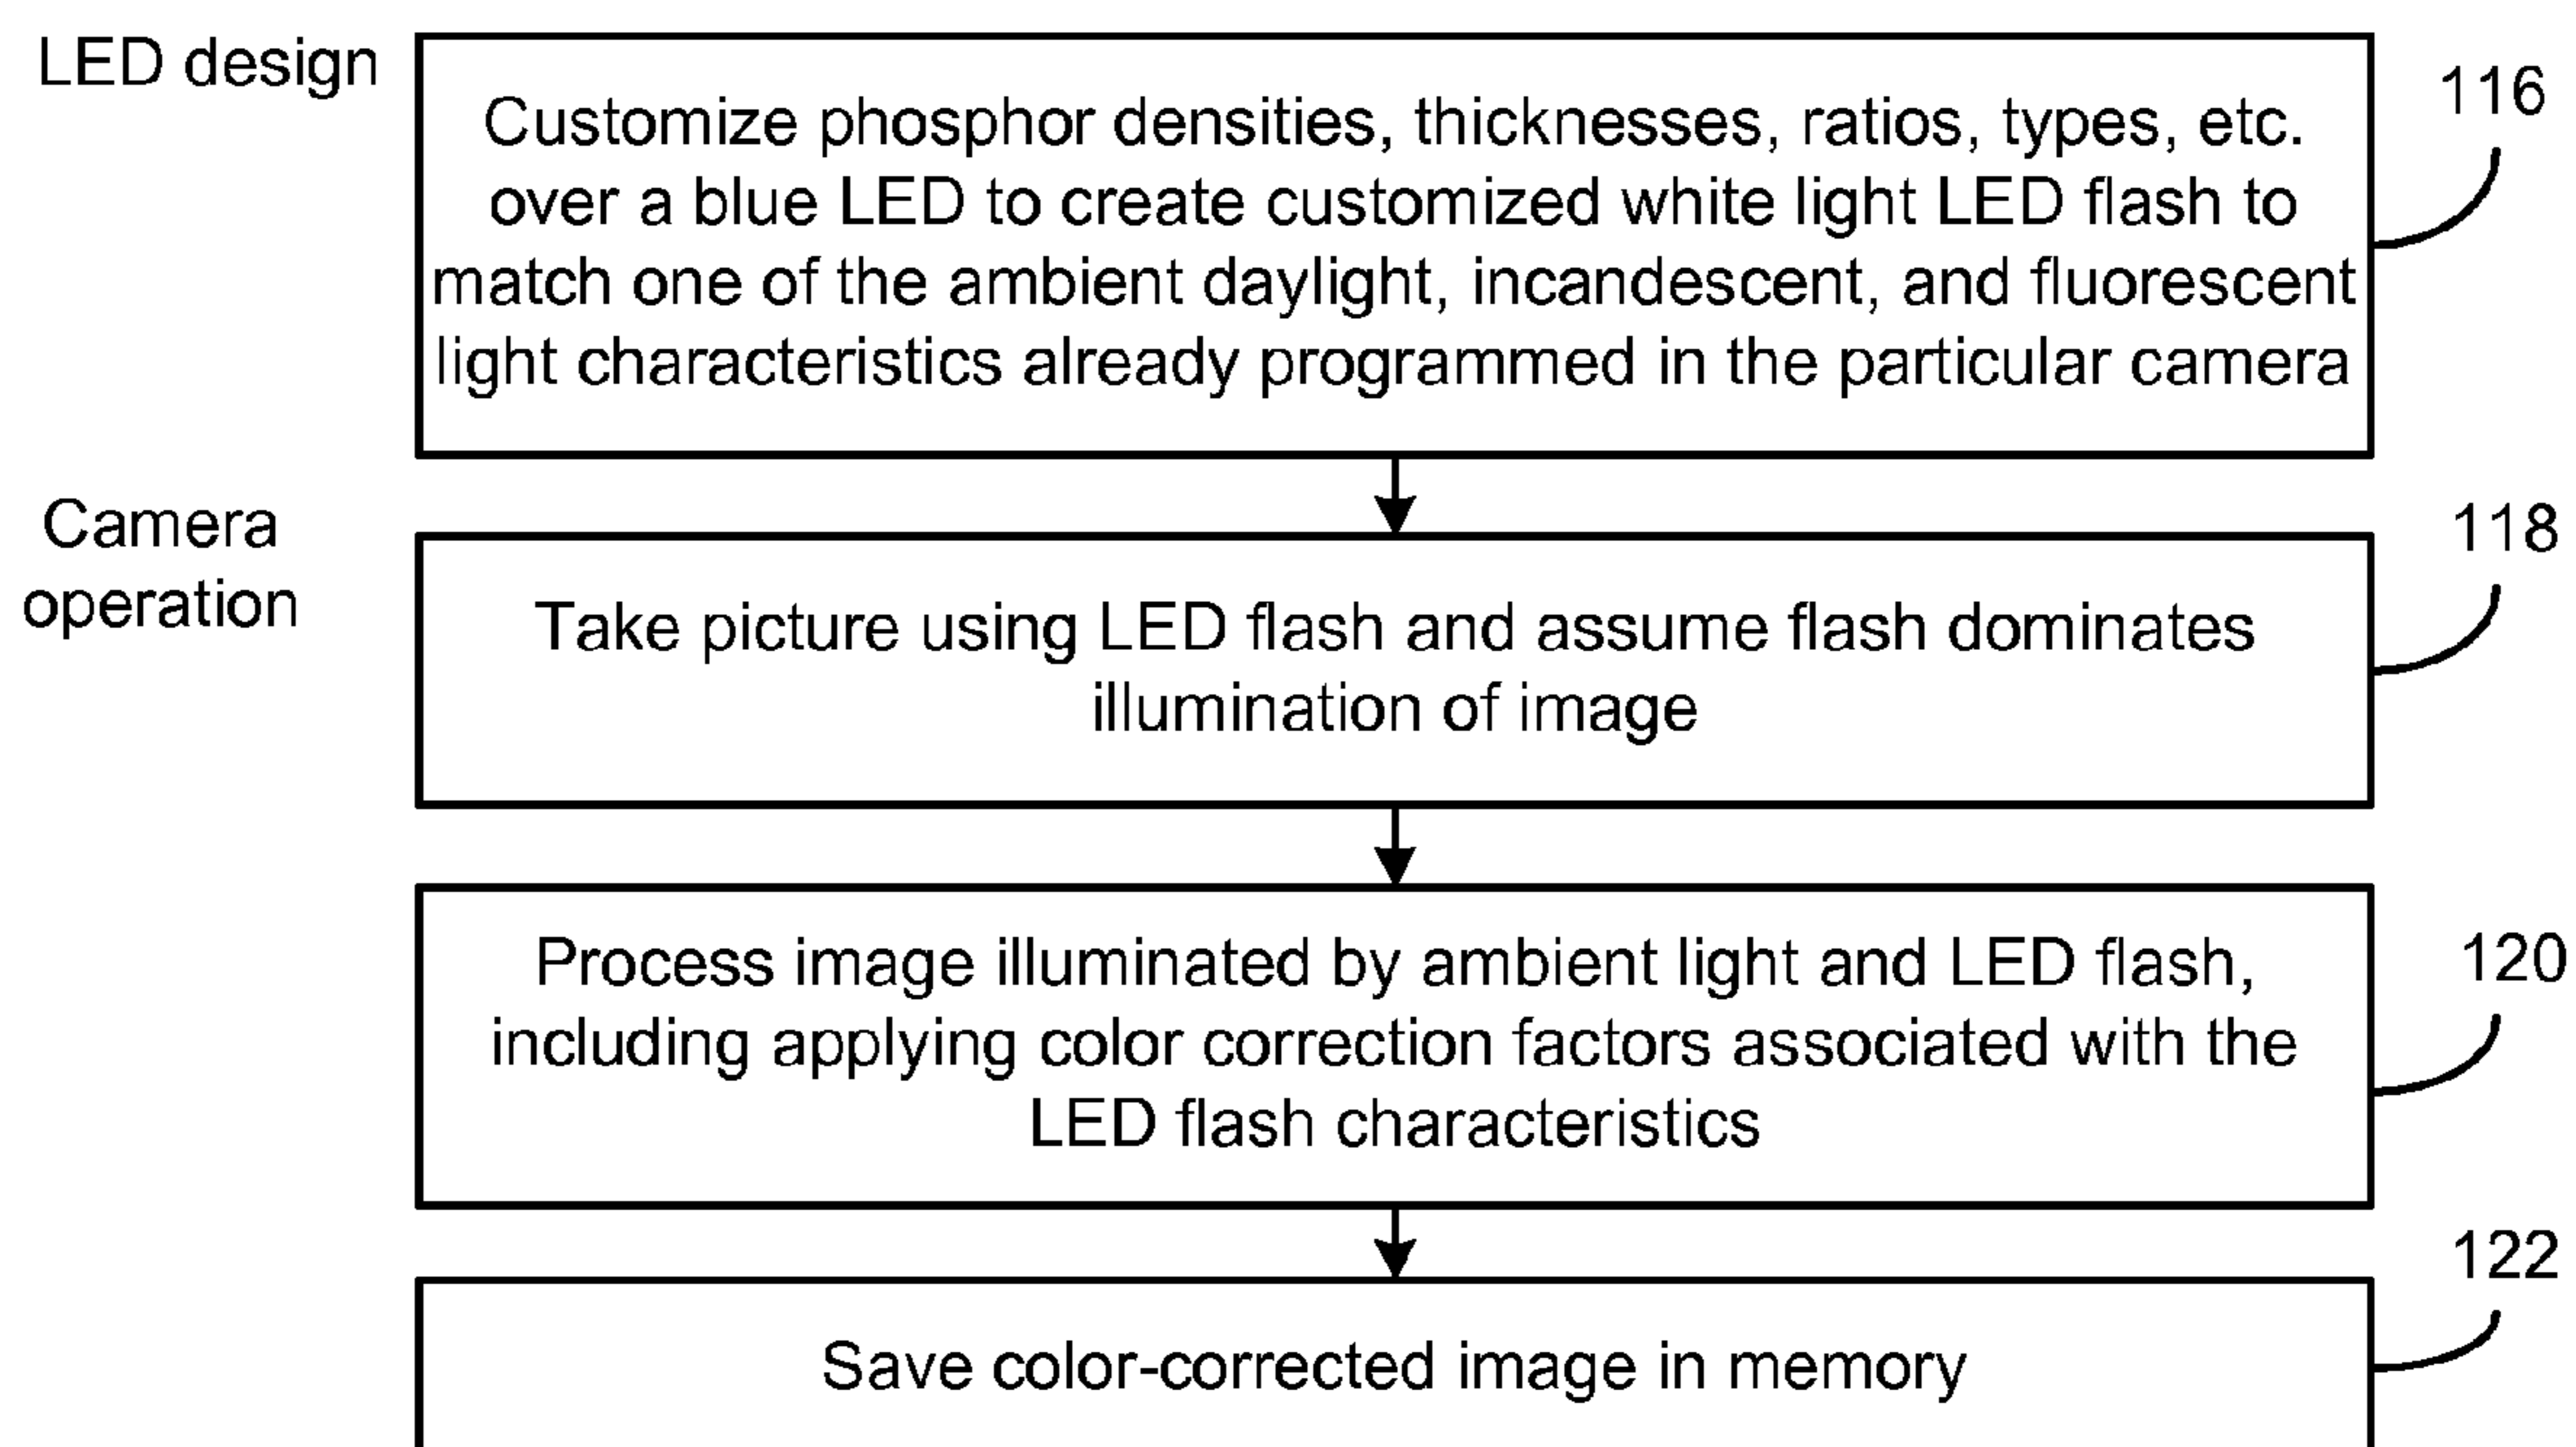 LED design
Customize phosphor densities, thicknesses, ratios, types, etc.
over a blue LED to create customized white light LED flash to
match one of the ambient daylight, incandescent, and fluorescent
light characteristics already programmed in the particular camera
116
Camera
operation
Take picture using LED flash and assume flash dominates
illumination of image
118
Process image illuminated by ambient light and LED flash,
including applying color correction factors associated with the
LED flash characteristics
120
Save color-corrected image in memory
122